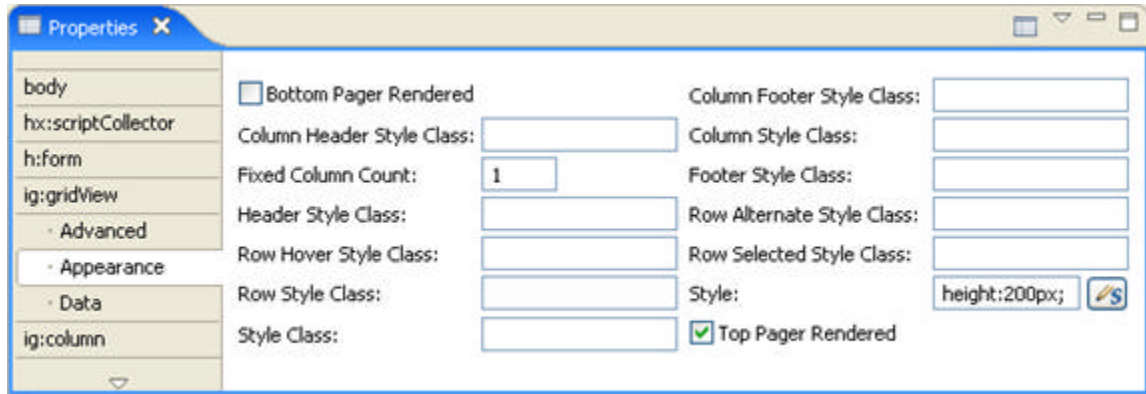 Properties
body
hx:scriptCollector
h:form
ig:gridView
Advanced
Appearance
Data
ig:column
Bottom Pager Rendered
Column Header Style Class:
Fixed Column Count: 1
Header Style Class:
Row Hover Style Class:
Row Style Class:
Style Class:
Column Footer Style Class:
Column Style Class:
Footer Style Class:
Row Alternate Style Class:
Row Selected Style Class:
Style: height:200px; S
Top Pager Rendered